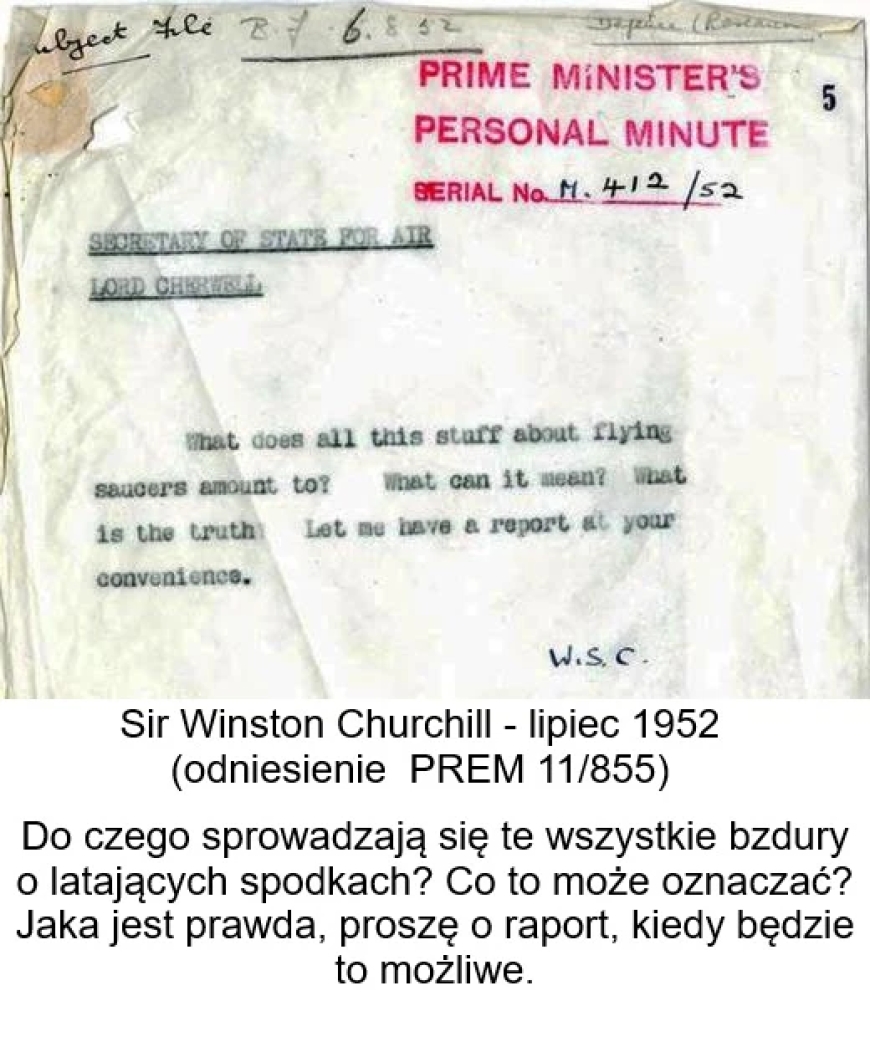 Subject File B.7 6.8.52
PRIME MiNISTER'S
5
PERSONAL MINUTE
SERIAL No. M. 412/52
SECRETARY OF STATE FOR AIR
LORD CHERWELL
What does all this stuff about flying
saucers amount to? What can it mean? What
is the truth Let me have a report at your
convenience.
W.S.C.
Sir Winston Churchill - lipiec 1952
(odniesienie PREM 11/855)
Do czego sprowadzają się te wszystkie bzdury
o latających spodkach? Co to może oznaczać?
Jaka jest prawda, proszę o raport, kiedy będzie
to możliwe.